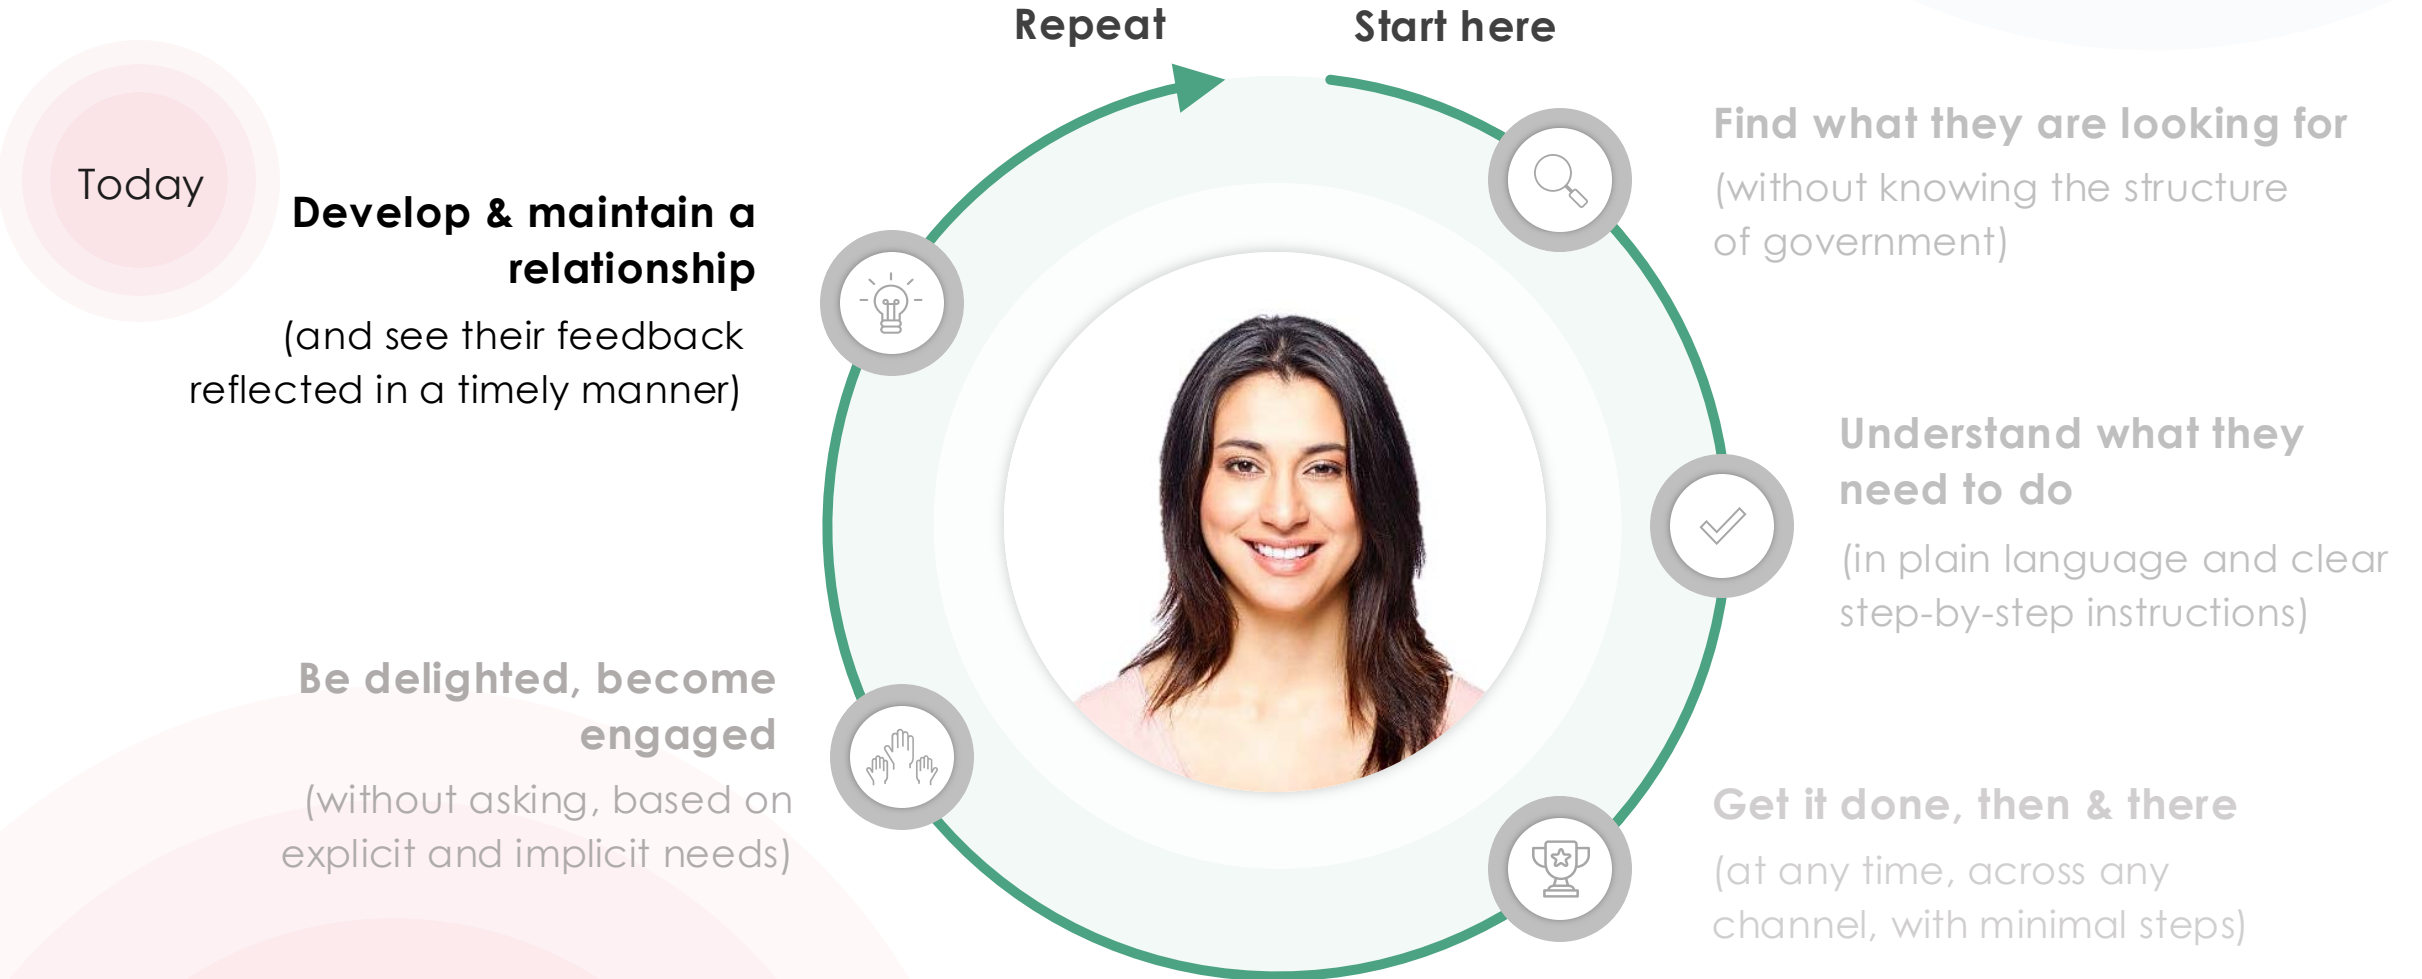 Repeat
Start here
Today
Develop & maintain a
relationship
(and see their feedback
reflected in a timely manner)
Find what they are looking for
(without knowing the structure
of government)
Understand what they
need to do
(in plain language and clear
step-by-step instructions)
Be delighted, become
engaged
(without asking, based on
explicit and implicit needs)
Get it done, then & there
(at any time, across any
channel, with minimal steps)